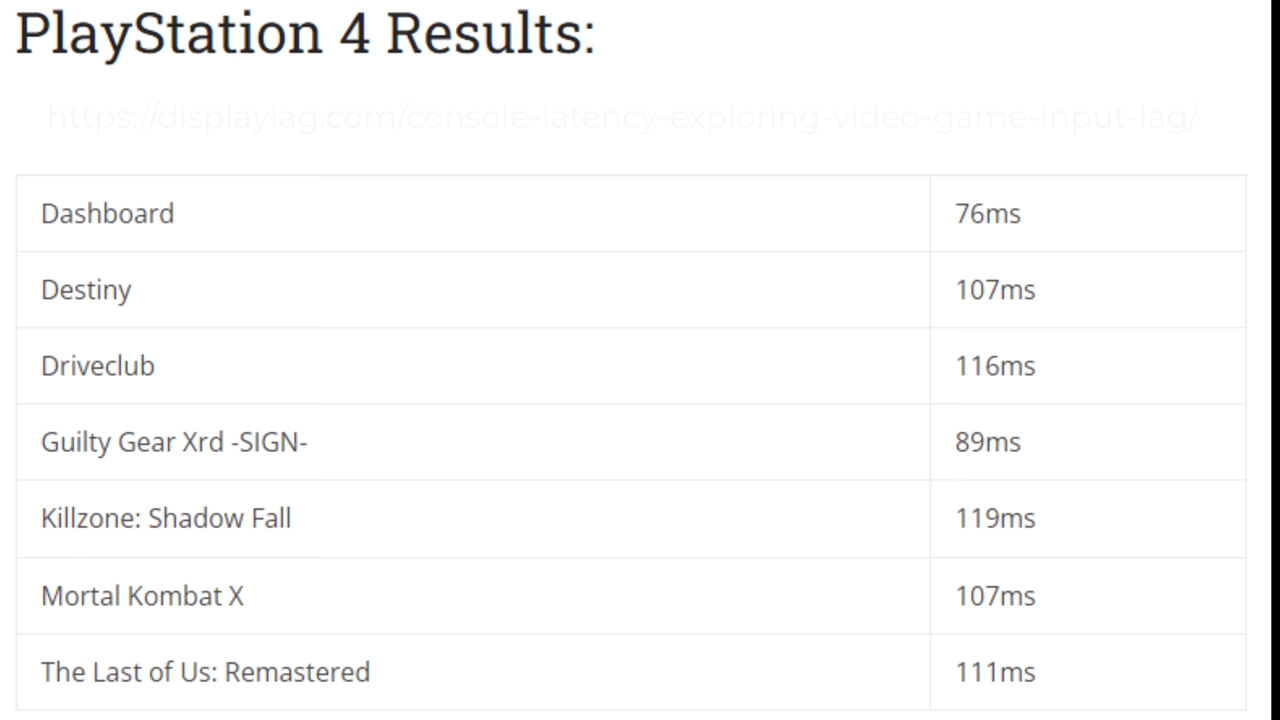 PlayStation 4 Results:
https://displaylag.com/console-latency-exploring-video-game-input-lag/
Dashboard 76ms
Destiny 107ms
Driveclub 116ms
Guilty Gear Xrd -SIGN- 89ms
Killzone: Shadow Fall 119ms
Mortal Kombat X 107ms
The Last of Us: Remastered 111ms